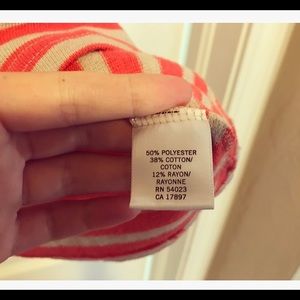 50% POLYESTER
38% COTTON/
COTON
12% RAYON/
RAYONNE
RN 54023
CA 17897